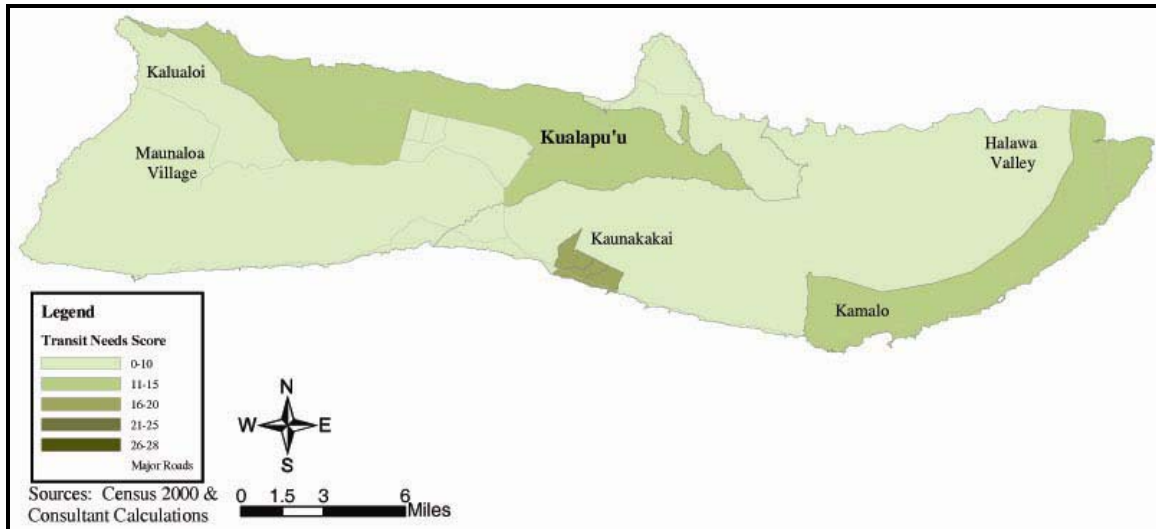 Kalualoi
Maunaloa
Village
Kualapu'u
Halawa
Valley
Kaunakakai
Kamalo
Legend
Transit Needs Score
0-10
11-15
16-20
21-25
26-28
Major Roads
N
W E
S
Sources: Census 2000 &
Consultant Calculations
0 1.5 3 6
Miles